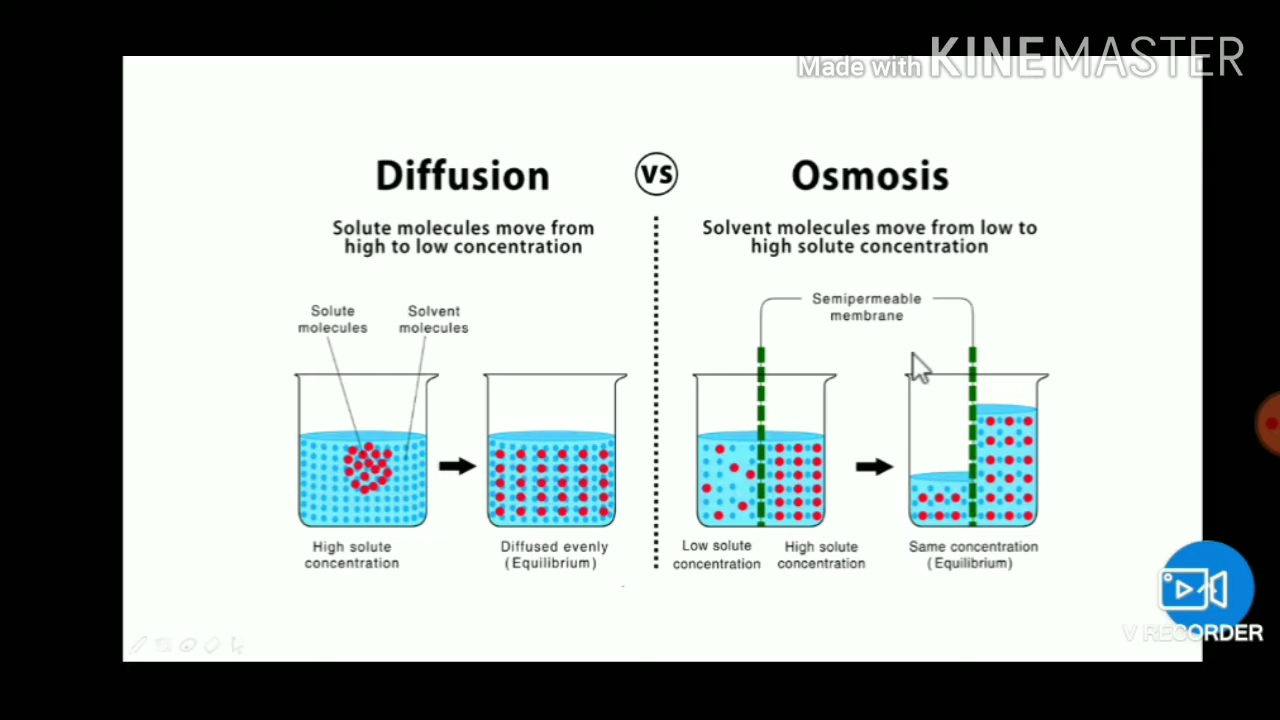 Made with KINEMASTER
Diffusion
VS
Osmosis
Solute molecules move from
high to low concentration
Solvent molecules move from low to
high solute concentration
Solute
molecules
Solvent
molecules
Semipermeable
membrane
High solute
concentration
Diffused evenly
(Equilibrium)
Low solute
concentration
High solute
concentration
Same concentration
(Equilibrium)
V RECORDER